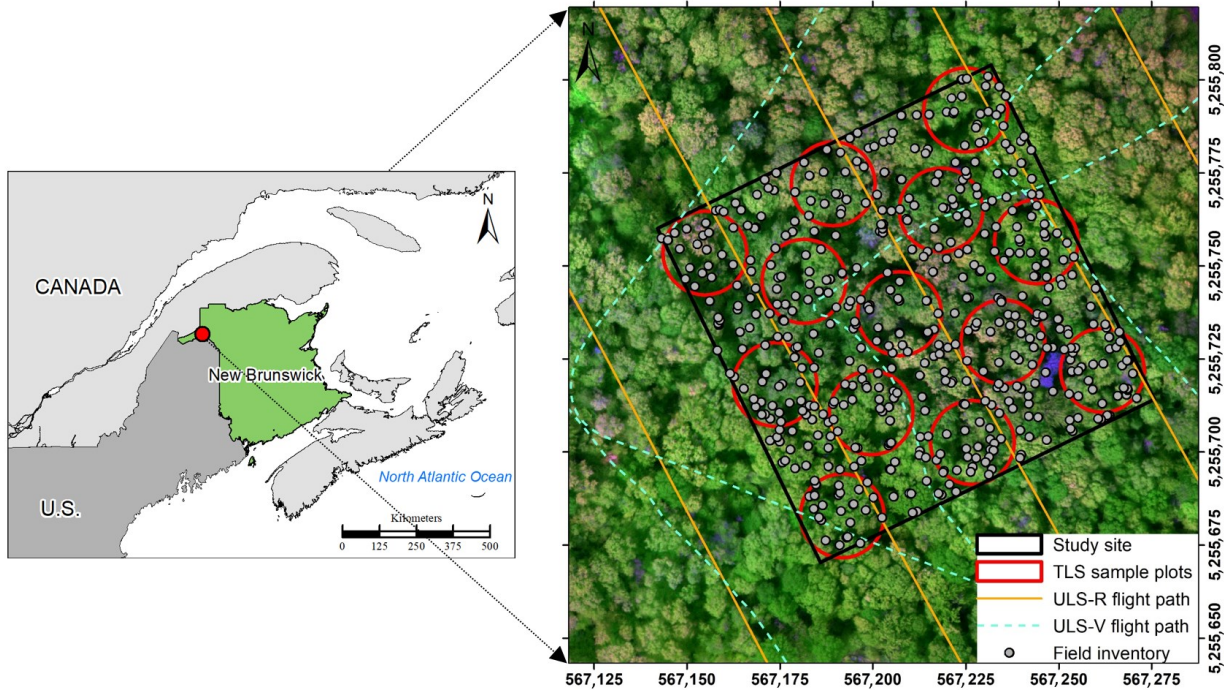 N
CANADA
New Brunswick
North Atlantic Ocean
U.S.
Kilometers
0 125 250 375 500
N
5,255,800
5,255,775
5,255,750
5,255,725
5,255,700
5,255,675
5,255,650
Study site
TLS sample plots
ULS-R flight path
ULS-V flight path
Field inventory
567,125 567,150 567,175 567,200 567,225 567,250 567,275